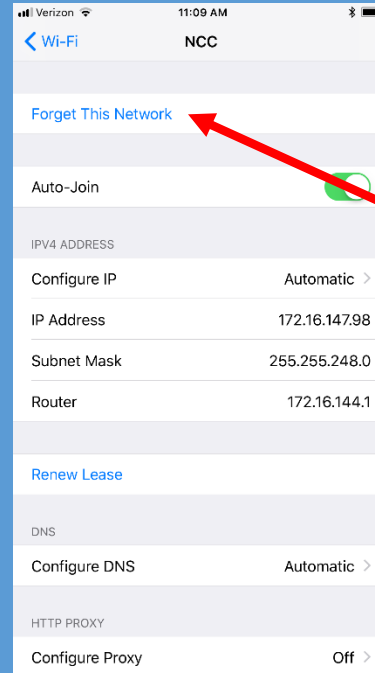 Verizon 11:09 AM
Wi-Fi NCC
Forget This Network
Auto-Join
IPV4 ADDRESS
Configure IP Automatic
IP Address 172.16.147.98
Subnet Mask 255.255.248.0
Router 172.16.144.1
Renew Lease
DNS
Configure DNS Automatic
HTTP PROXY
Configure Proxy Off